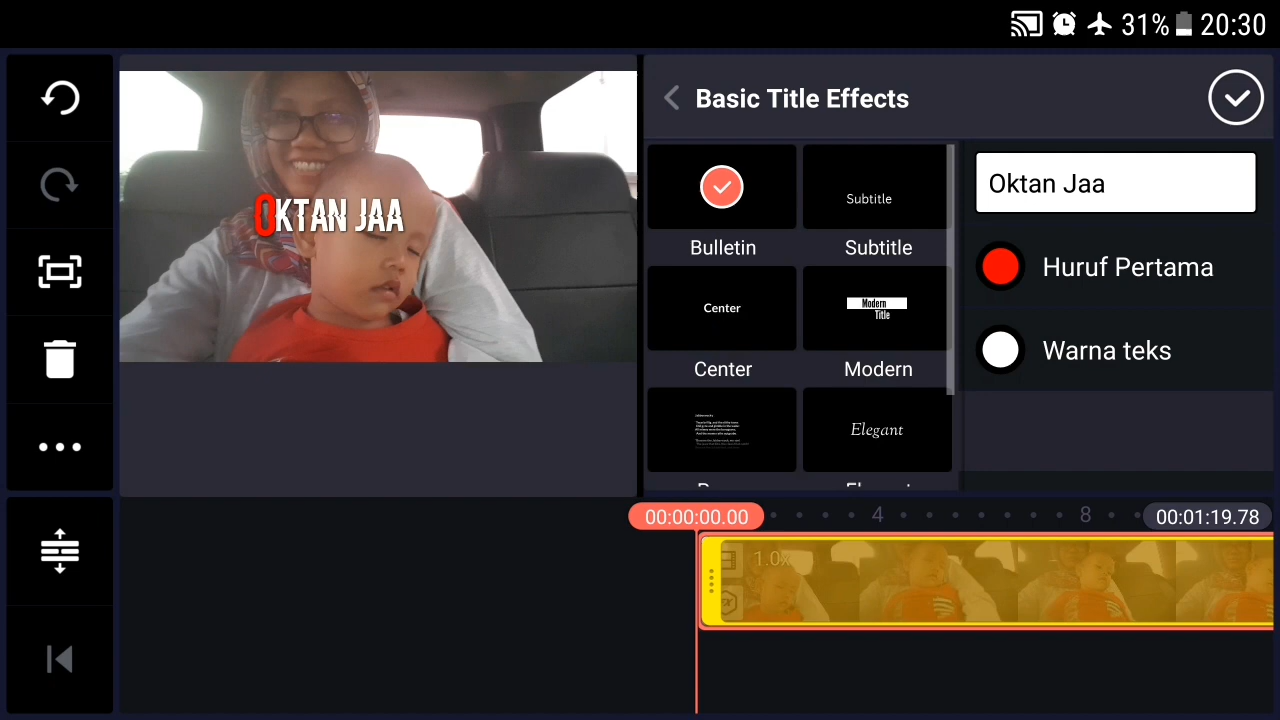 31% 20:30
Basic Title Effects
OKTAN JAA
Oktan Jaa
Subtitle
Bulletin
Subtitle
Huruf Pertama
Center
Modern
Title
Center
Modern
Warna teks
Elegant
00:00:00.00
4
8
00:01:19.78
1.0x